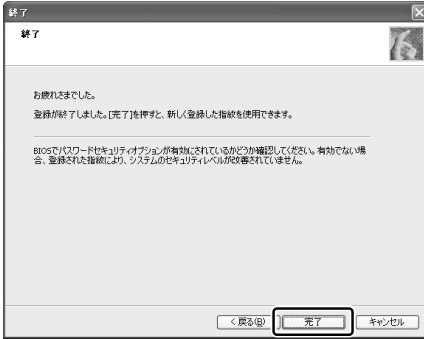 終了
終了
お疲れさまでした。
登録が終了しました。[完了]を押すと、新しく登録した指紋を使用できます。
BIOSでパスワードセキュリティオプションが有効にされているかどうか確認してください。有効でない場
合、登録された指紋により、システムのセキュリティレベルが改善されていません。
< 戻る(B) 完了 キャンセル